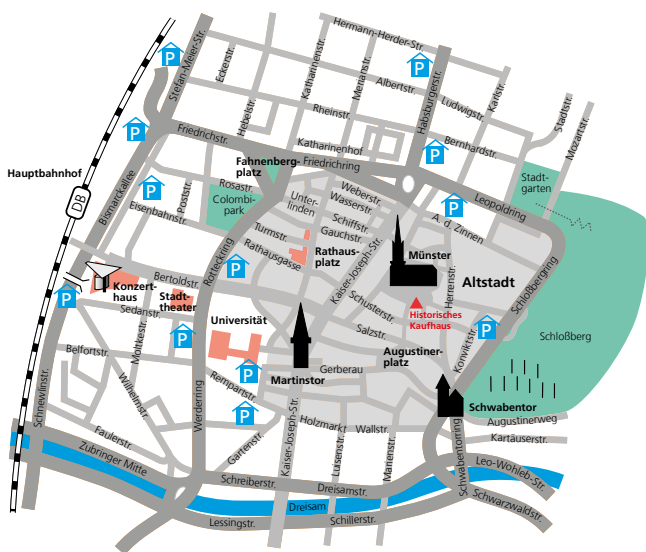 Hermann-Herder-Str.
Stefan-Meier-Str.
Eckerstr.
Katharinenstr.
Merianstr.
Albertstr.
Karlstr.
Habsburgerstr.
Ludwigstr.
Hebelstr.
Rheinstr.
Stadtstr.
Mozartstr.
Friedrichstr.
Katharinenhof
Bernhardstr.
Fahnenberg-
platz
Friedrichring
Hauptbahnhof
DB
Bismarckallee
Poststr.
Rosastr.
Colombi-
park
Eisenbahnstr.
Unter-
linden
Weberstr.
Wasserstr.
Schiffstr.
Gauchstr.
Leopoldring
Stadt-
garten
A. d. Zinnen
Turmstr.
Rathausgasse
Rathaus-
platz
Kaiser-Joseph-Str.
Münster
Herrenstr.
Altstadt
Schloßbergring
Rotteckring
Bertoldstr.
Konzert-
haus
Stadt-
theater
Sedanstr.
Moltkestr.
Universität
Schusterstr.
Salzstr.
Historisches
Kaufhaus
Augustiner-
platz
Konviktstr.
Schloßberg
Belfortstr.
Wilhelmstr.
Rempartstr.
Martinstor
Gerberau
Schwabentor
Schnewlinstr.
Werderring
Gartenstr.
Kaiser-Joseph-Str.
Holzmarkt
Wallstr.
Augustinerweg
Kartäuserstr.
Faulerstr.
Zubringer Mitte
Luisenstr.
Marienstr.
Schwabentorring
Leo-Wohleb-Str.
Schwarzwaldstr.
Schreiberstr.
Dreisamstr.
Dreisam
Lessingstr.
Schillerstr.
P
P
P
P
P
P
P
P
P
P
P
P